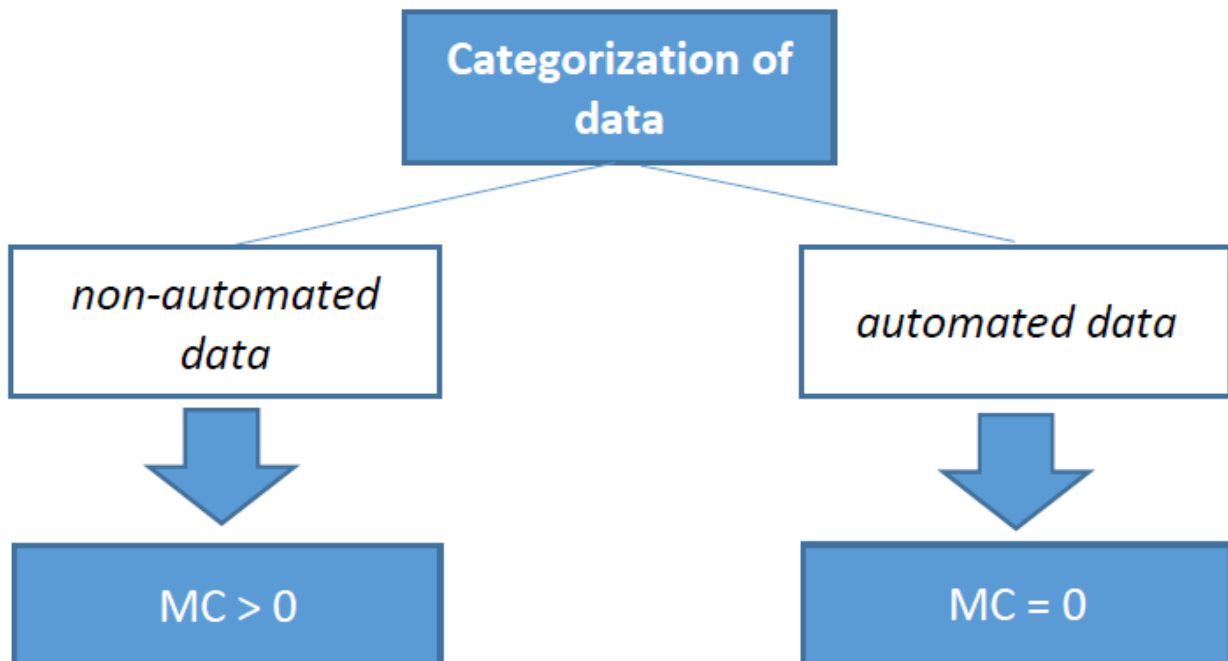 Categorization of
data
non-automated
data
automated data
MC > 0
MC = 0